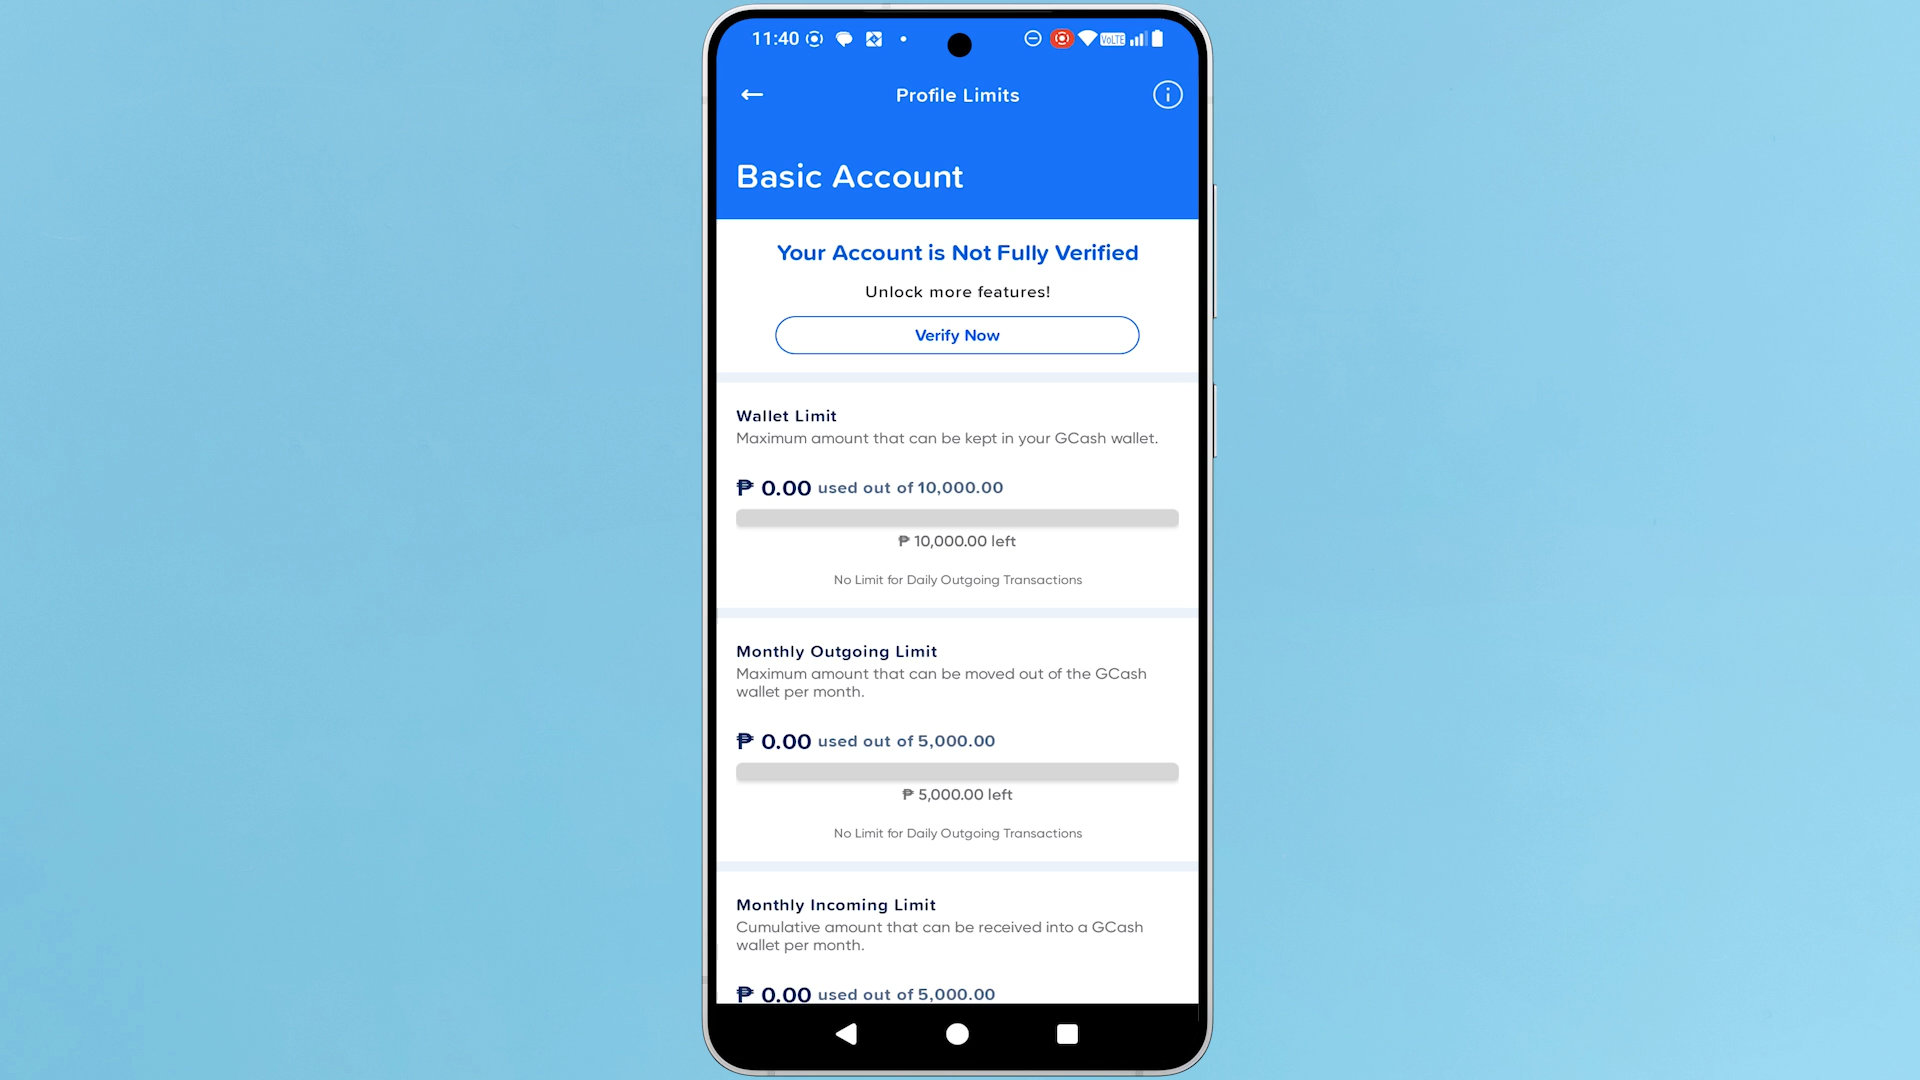 11:40
VoLTE
Profile Limits
Basic Account
Your Account is Not Fully Verified
Unlock more features!
Verify Now
Wallet Limit
Maximum amount that can be kept in your GCash wallet.
₱ 0.00 used out of 10,000.00
₱ 10,000.00 left
No Limit for Daily Outgoing Transactions
Monthly Outgoing Limit
Maximum amount that can be moved out of the GCash
wallet per month.
₱ 0.00 used out of 5,000.00
₱ 5,000.00 left
No Limit for Daily Outgoing Transactions
Monthly Incoming Limit
Cumulative amount that can be received into a GCash
wallet per month.
₱ 0.00 used out of 5,000.00